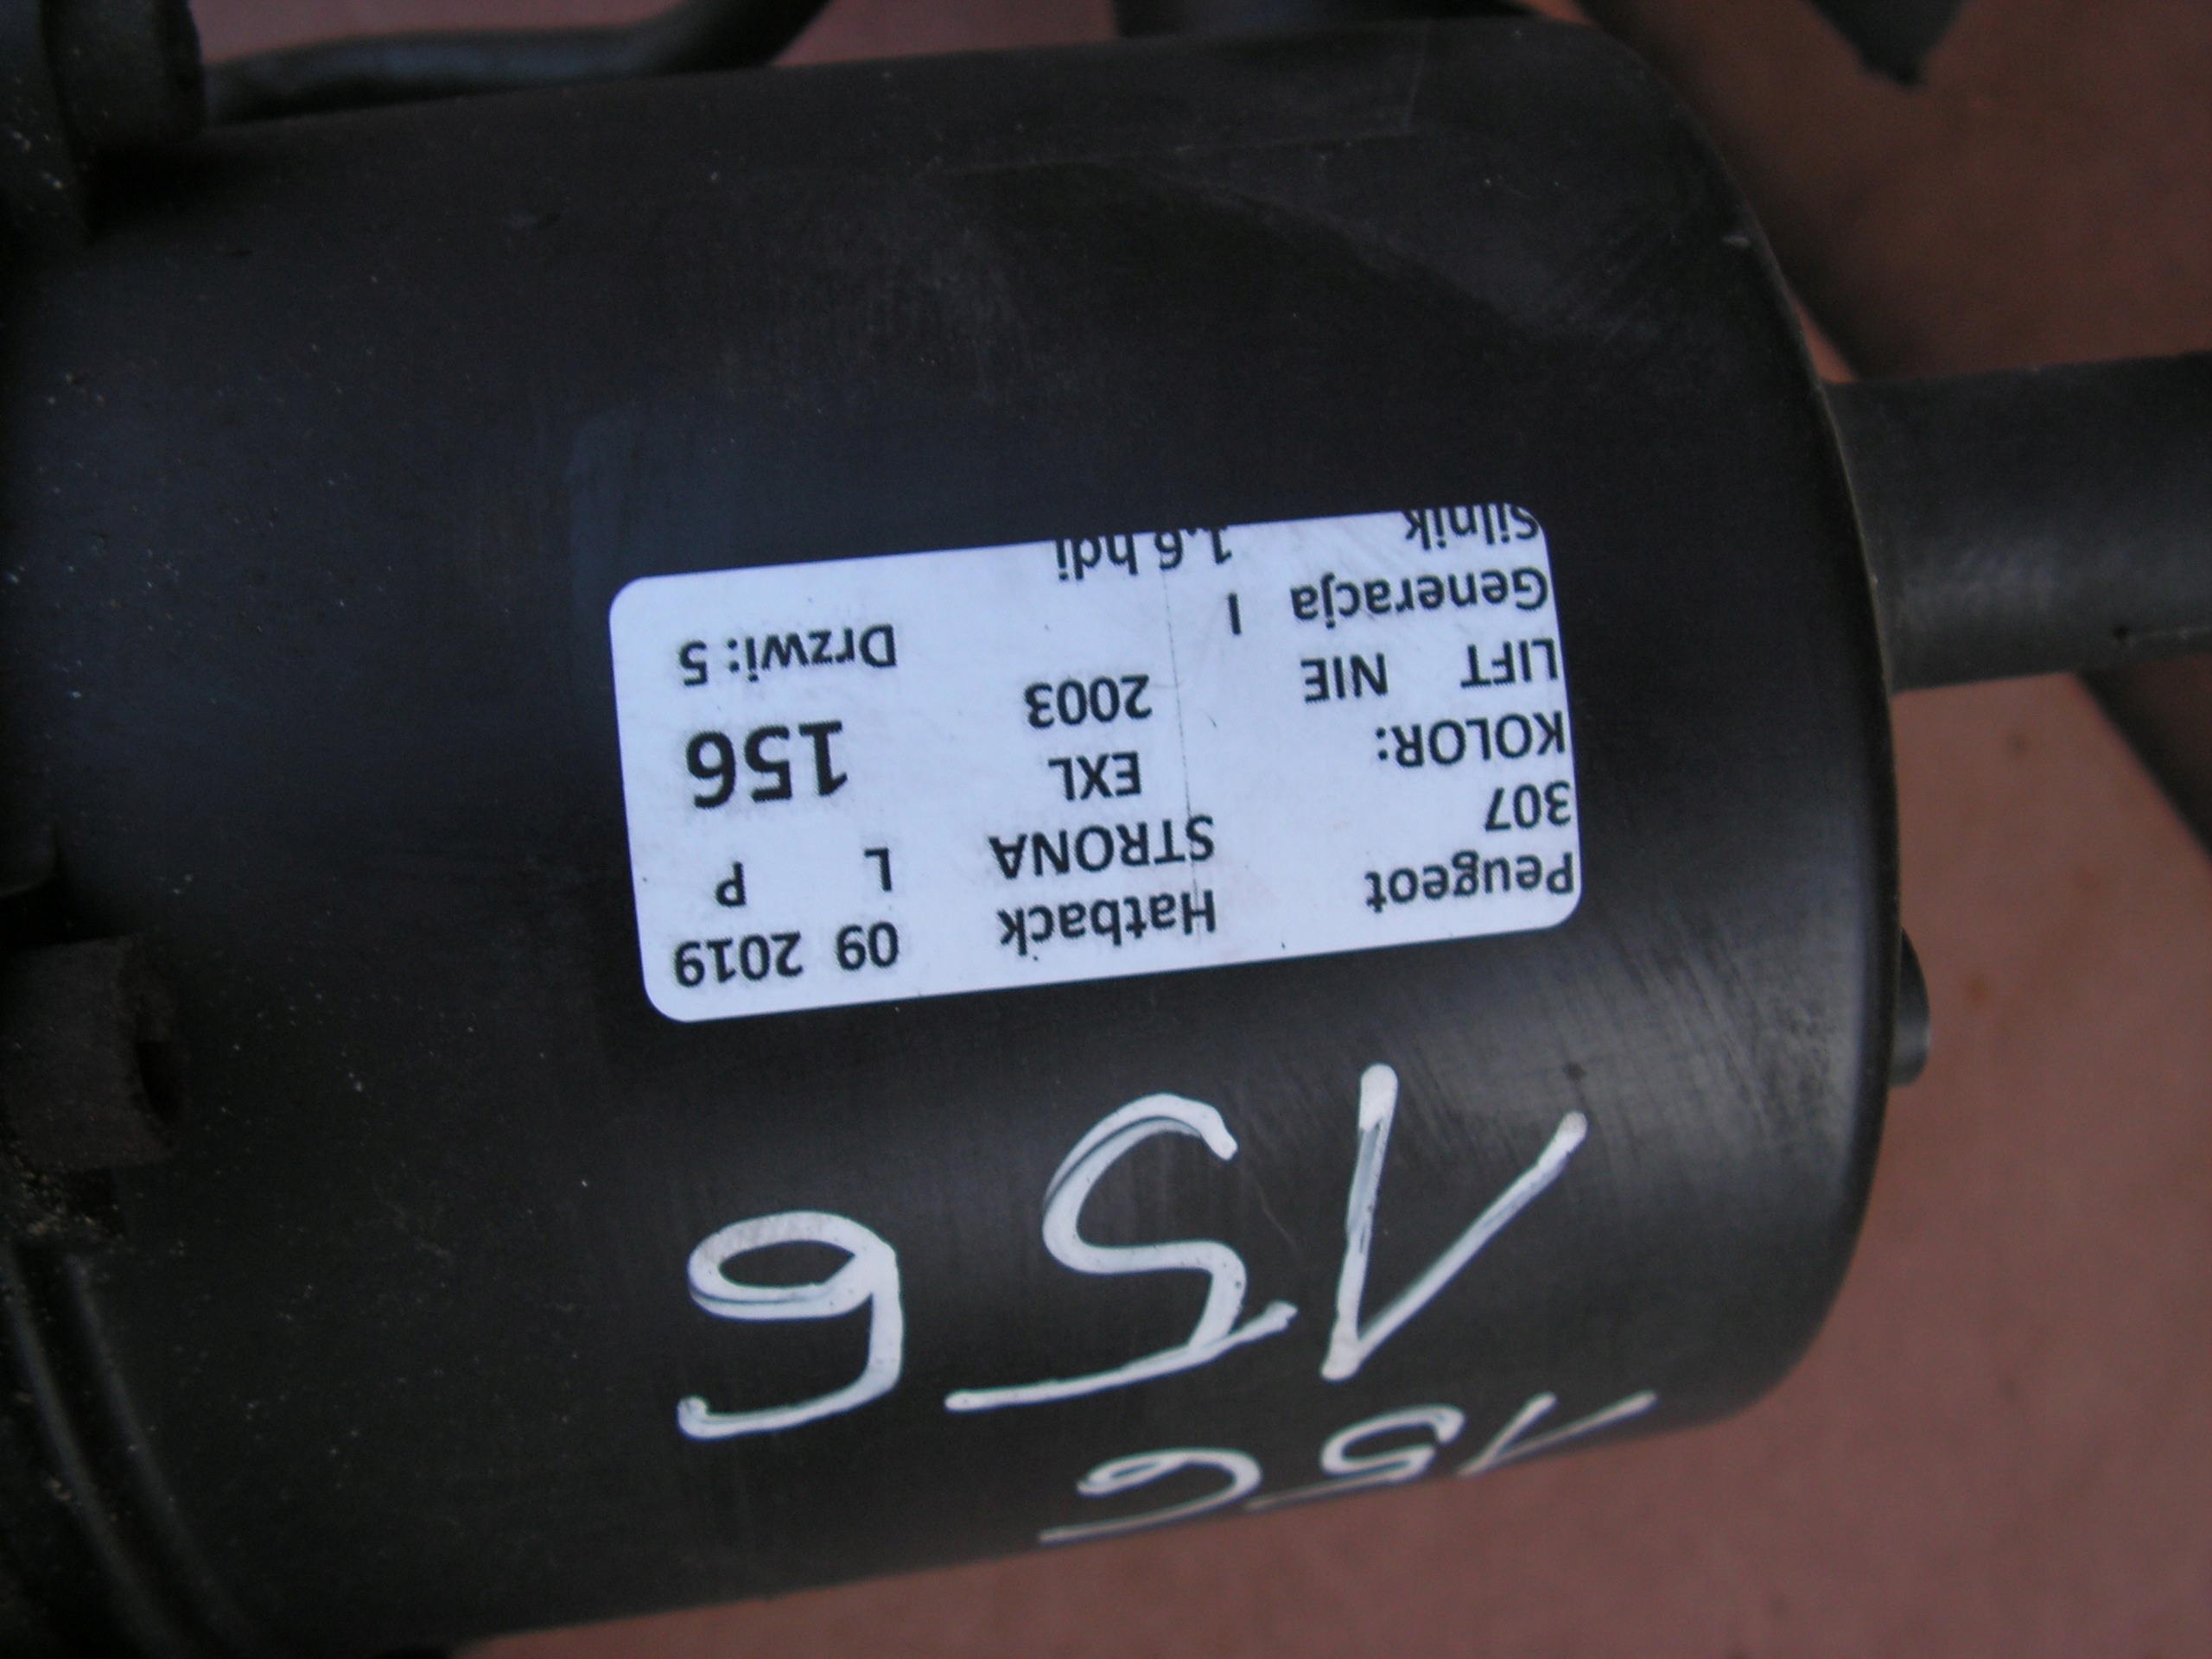 Peugeot Hatback 09 2019
307 STRONA L P
KOLOR: EXL 156
LIFT NIE 2003
Generacja I Drzwi: 5
Silnik 1,6 hdi
156
156